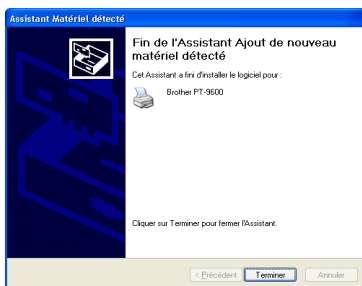 Assistant Matériel détecté
Fin de l'Assistant Ajout de nouveau
matériel détecté
Cet Assistant a fini d'installer le logiciel pour :
Brother PT-9600
Cliquer sur Terminer pour fermer l'Assistant.
< Précédent
Terminer
Annuler